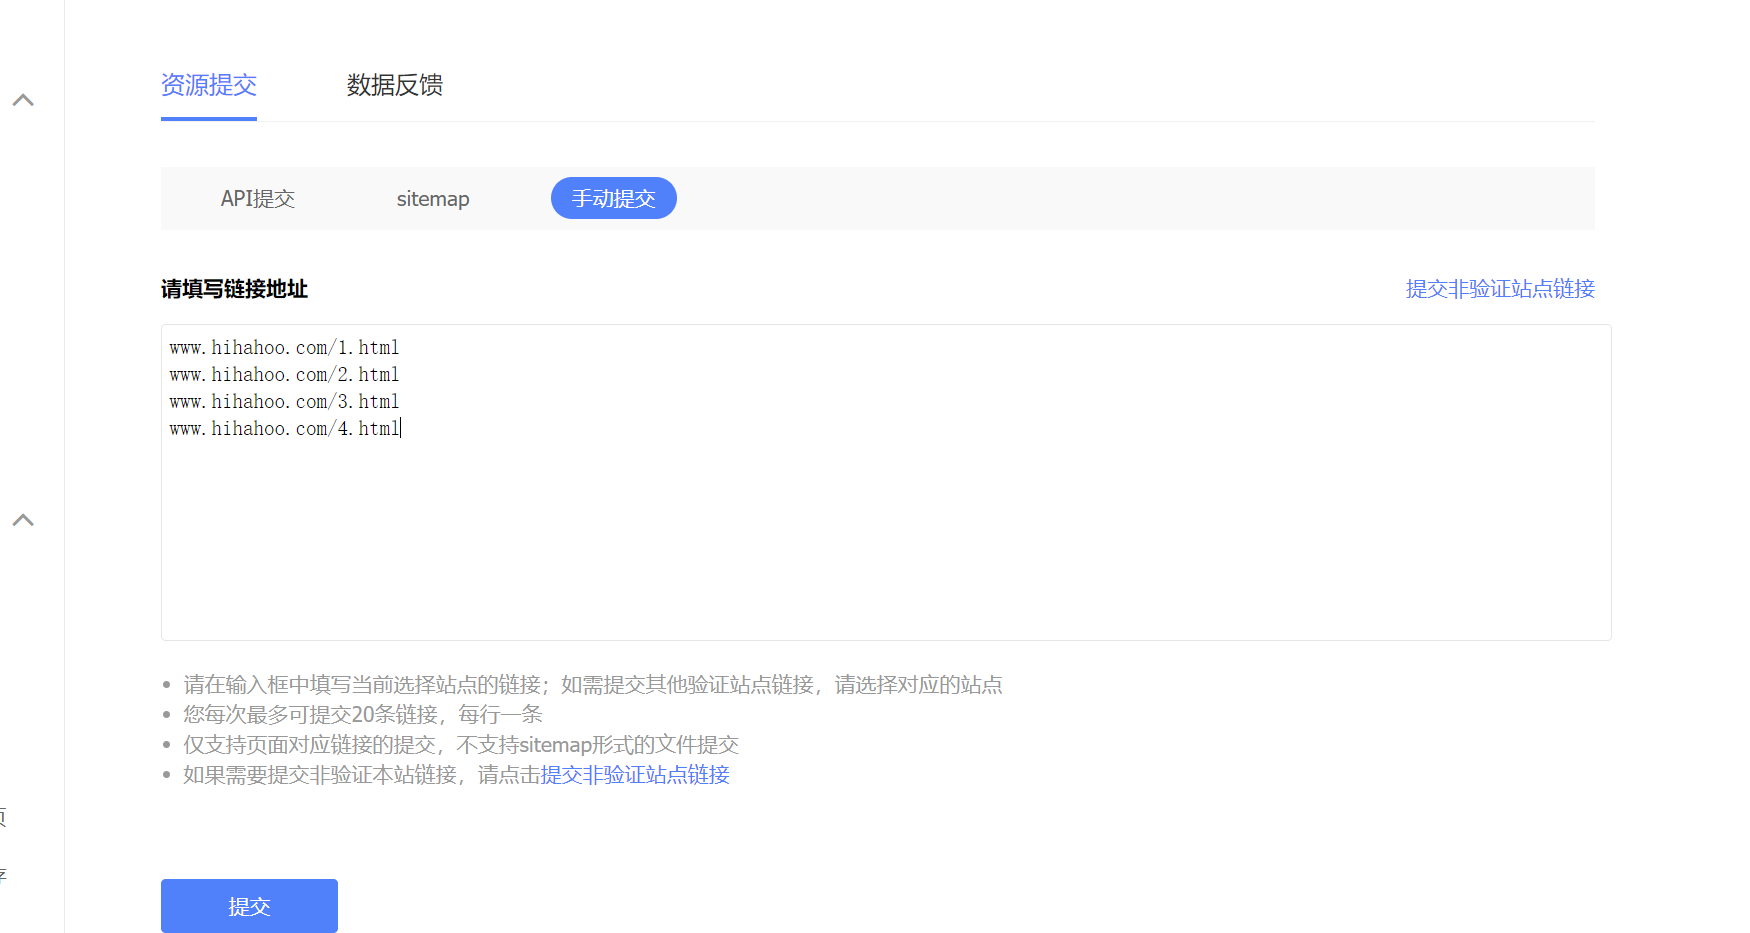 资源提交
数据反馈
API提交
sitemap
手动提交
请填写链接地址
提交非验证站点链接
www.hihahoo.com/1.html
www.hihahoo.com/2.html
www.hihahoo.com/3.html
www.hihahoo.com/4.html
请在输入框中填写当前选择站点的链接；如需提交其他验证站点链接，请选择对应的站点
您每次最多可提交20条链接，每行一条
仅支持页面对应链接的提交，不支持sitemap形式的文件提交
如果需要提交非验证本站链接，请点击提交非验证站点链接
提交